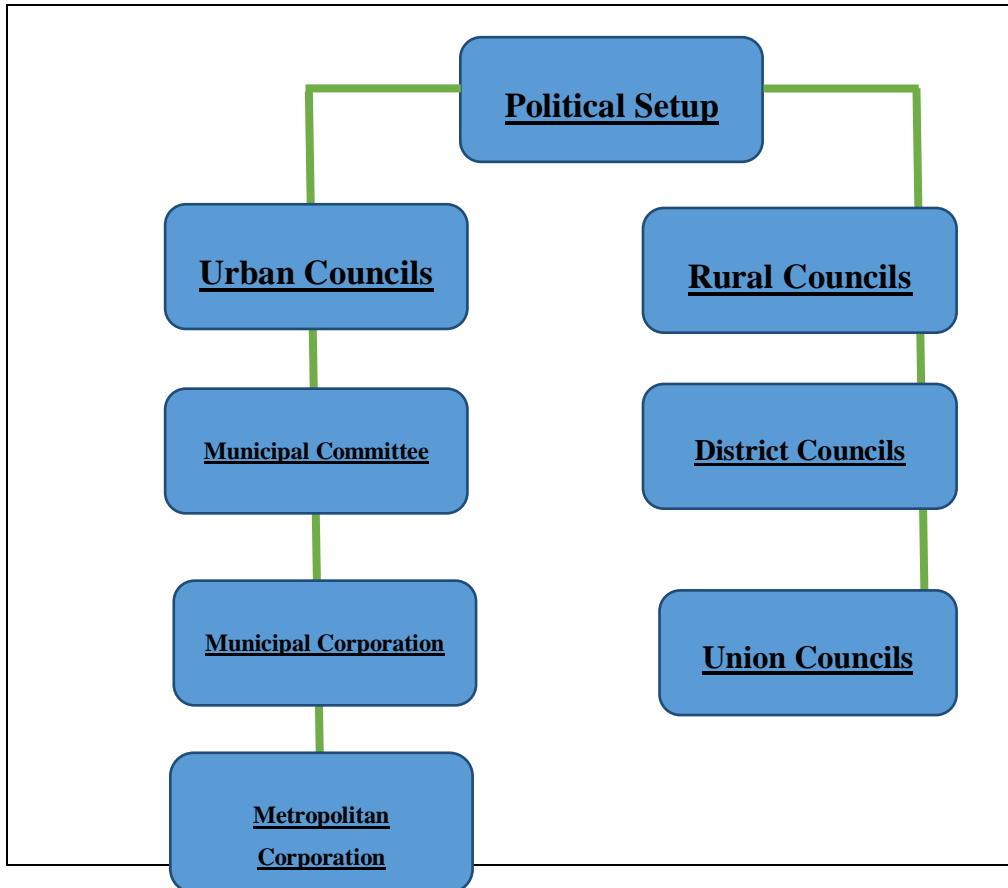 Political Setup
Urban Councils
Rural Councils
Municipal Committee
District Councils
Municipal Corporation
Union Councils
Metropolitan
Corporation